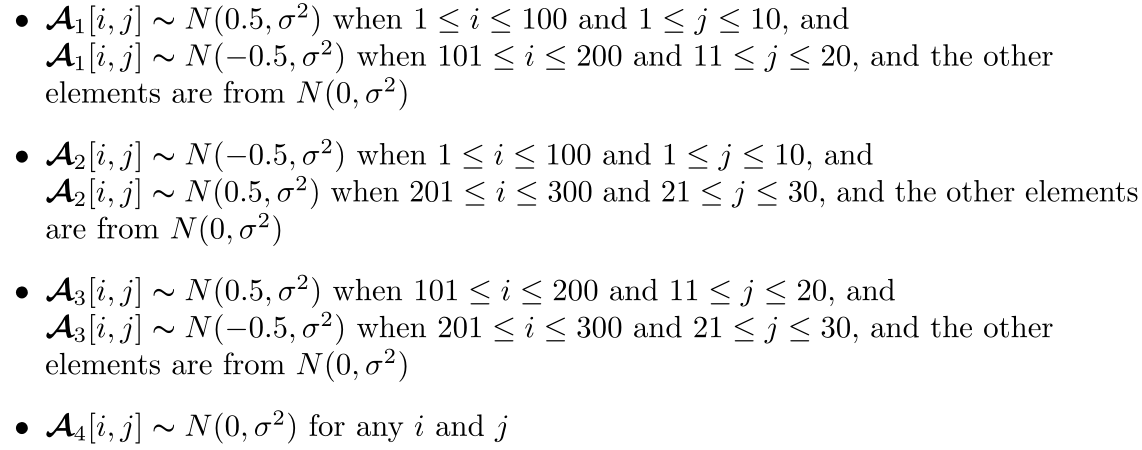 • 𝓐₁[i, j] ∼ N(0.5, σ²) when 1 ≤ i ≤ 100 and 1 ≤ j ≤ 10, and
𝓐₁[i, j] ∼ N(−0.5, σ²) when 101 ≤ i ≤ 200 and 11 ≤ j ≤ 20, and the other
elements are from N(0, σ²)
• 𝓐₂[i, j] ∼ N(−0.5, σ²) when 1 ≤ i ≤ 100 and 1 ≤ j ≤ 10, and
𝓐₂[i, j] ∼ N(0.5, σ²) when 201 ≤ i ≤ 300 and 21 ≤ j ≤ 30, and the other elements
are from N(0, σ²)
• 𝓐₃[i, j] ∼ N(0.5, σ²) when 101 ≤ i ≤ 200 and 11 ≤ j ≤ 20, and
𝓐₃[i, j] ∼ N(−0.5, σ²) when 201 ≤ i ≤ 300 and 21 ≤ j ≤ 30, and the other
elements are from N(0, σ²)
• 𝓐₄[i, j] ∼ N(0, σ²) for any i and j